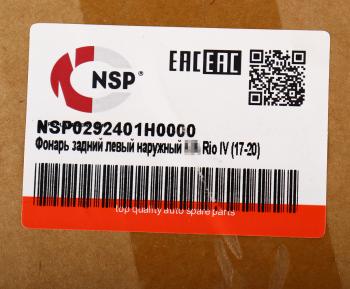 NSP®
EAC EAC
NSP0292401H0000
Фонарь задний левый наружный Rio IV (17-20)
top quality auto spare parts